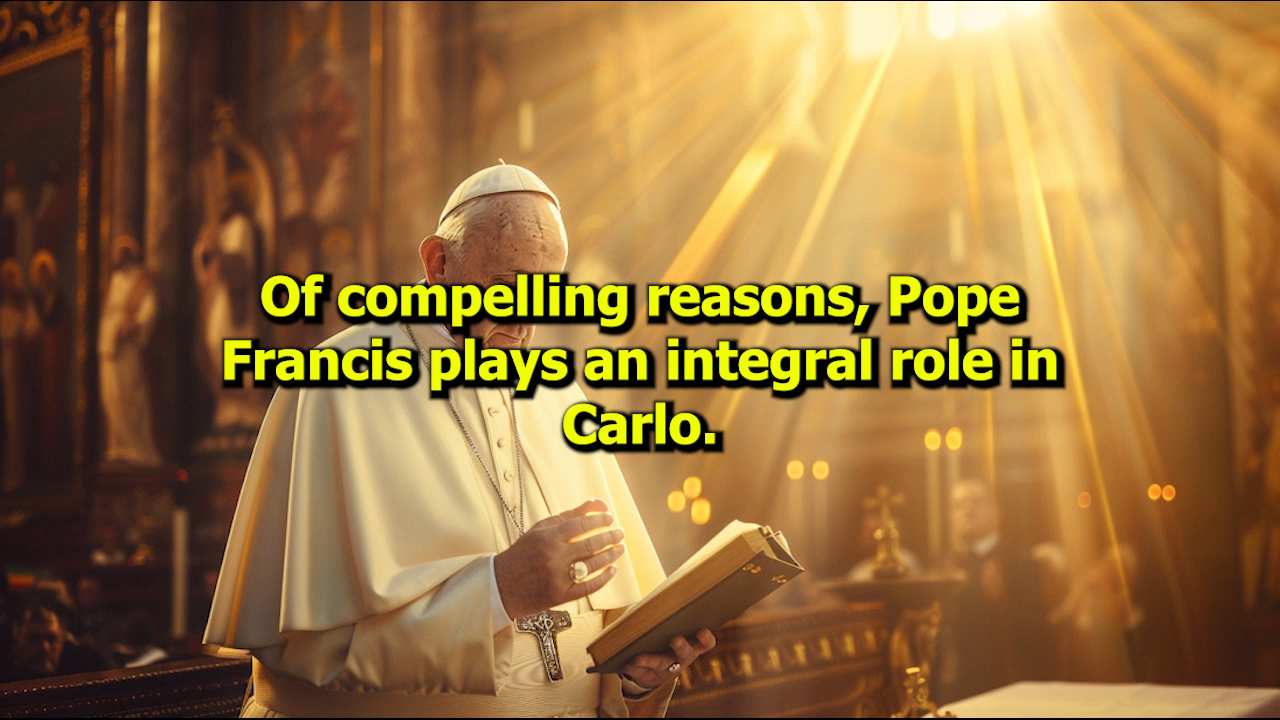 Of compelling reasons, Pope
Francis plays an integral role in
Carlo.